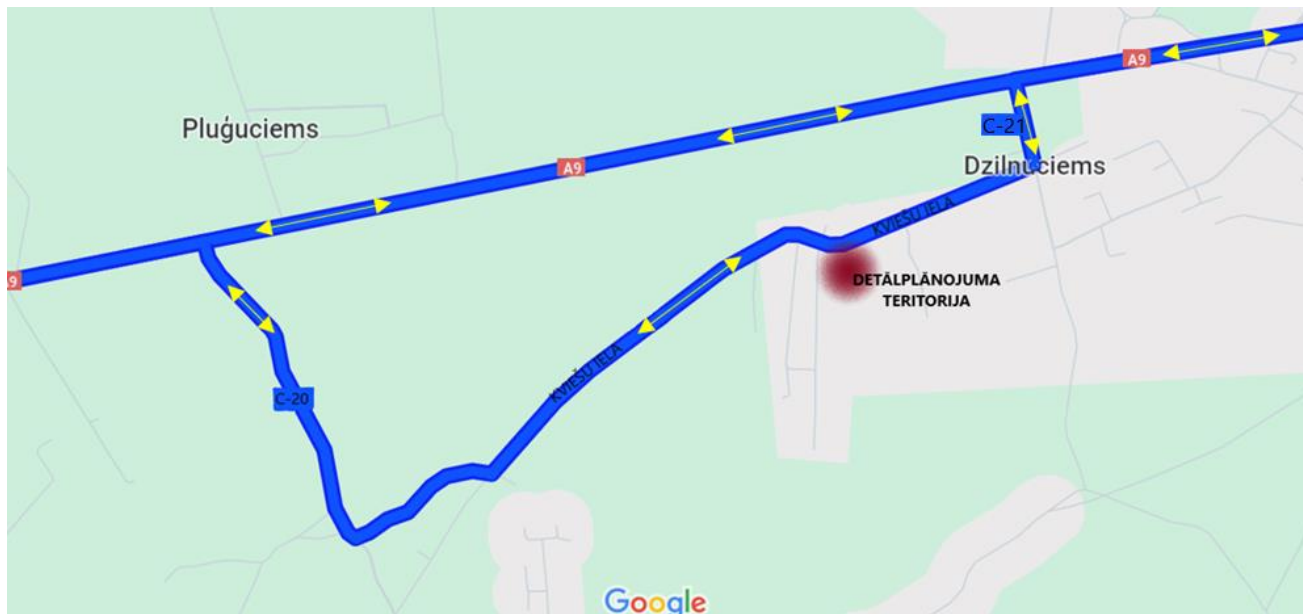 A9
Pluģuciems
C-21
A9
Dzilnuciems
KVIEŠU IELA
9
DETĀLPLĀNOJUMA
TERITORIJA
KVIEŠU IELA
C-20
Google